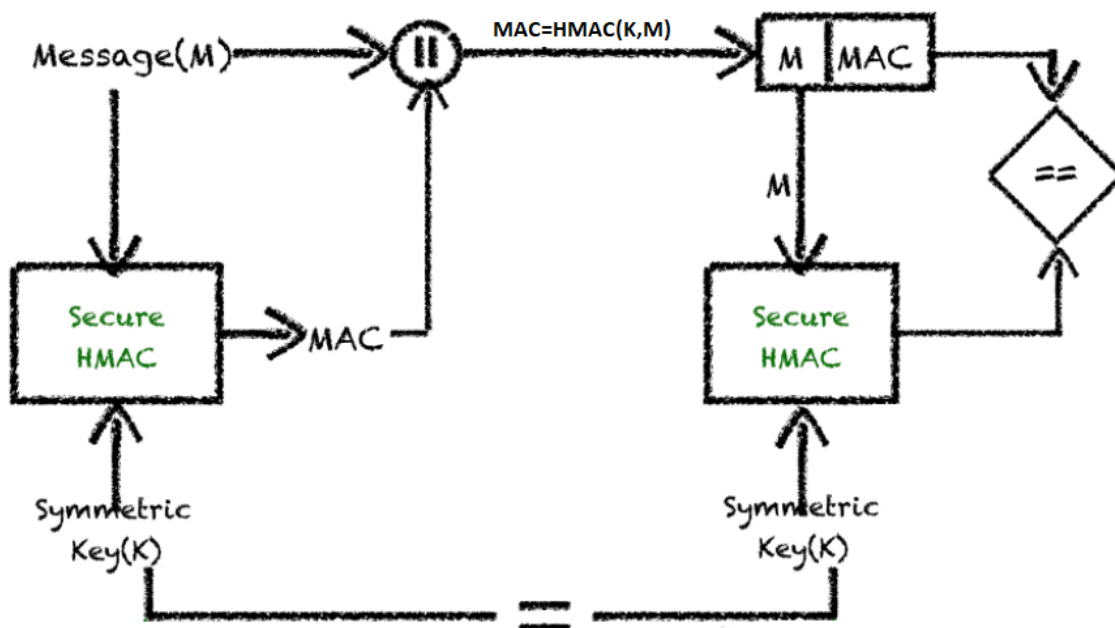 MAC=HMAC(K,M)
Message(M)
||
M
MAC
==
M
Secure
HMAC
MAC
Secure
HMAC
Symmetric
Key(K)
Symmetric
Key(K)
=